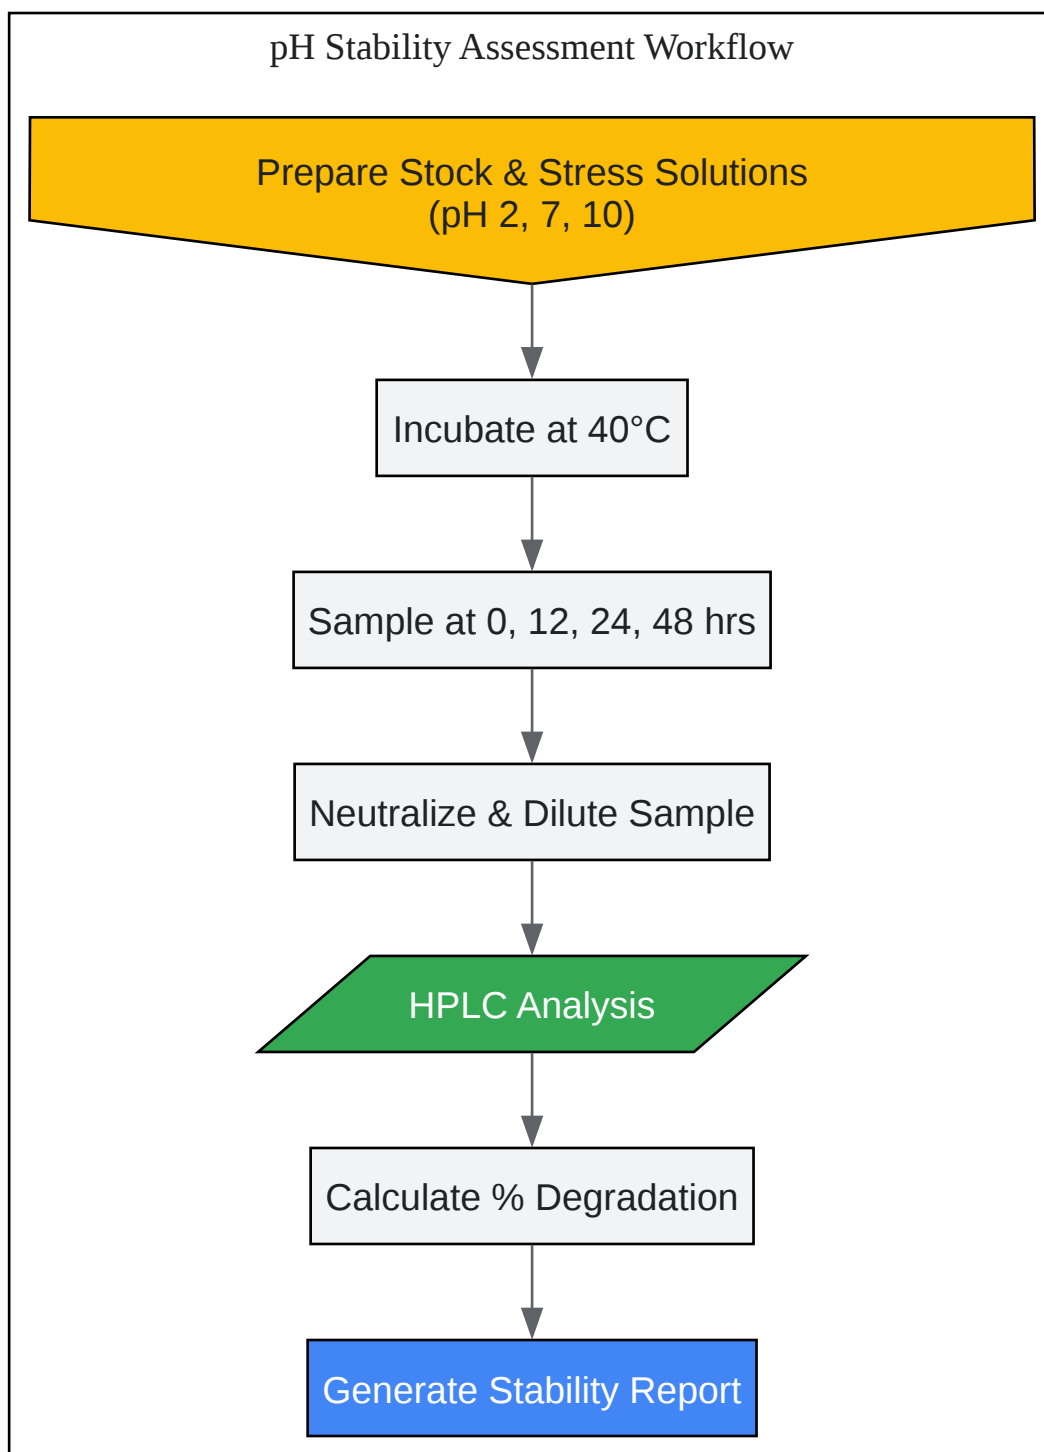 pH Stability Assessment Workflow
Prepare Stock & Stress Solutions
(pH 2, 7, 10)
Incubate at 40°C
Sample at 0, 12, 24, 48 hrs
Neutralize & Dilute Sample
HPLC Analysis
Calculate % Degradation
Generate Stability Report